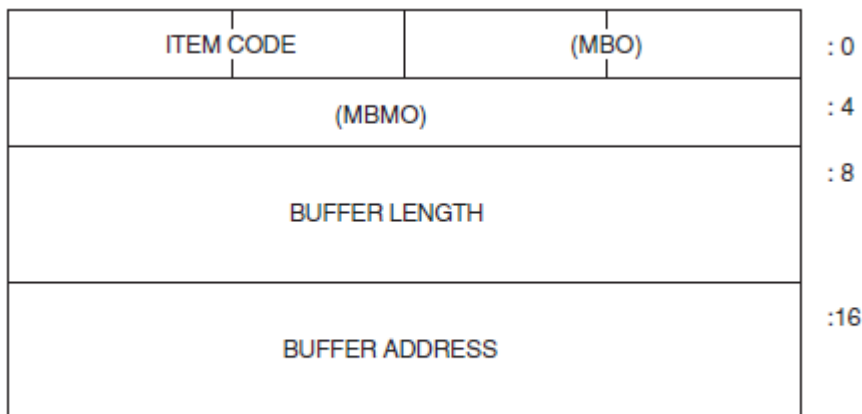 ITEM CODE (MBO) : 0
(MBMO) : 4
: 8
BUFFER LENGTH
:16
BUFFER ADDRESS